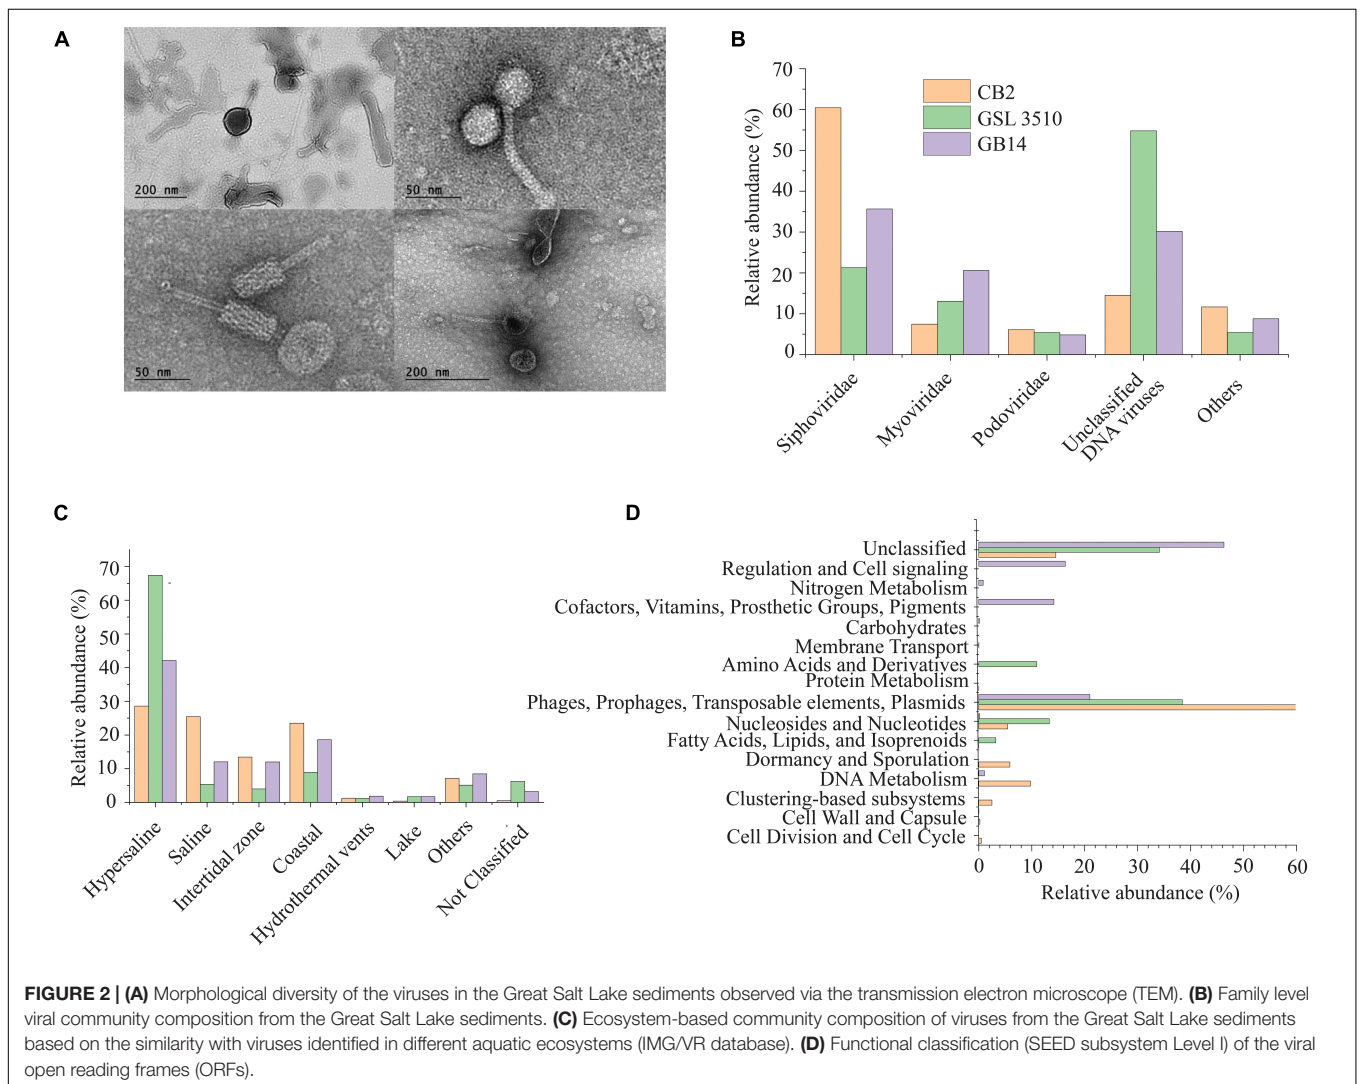 A
200 nm
50 nm
50 nm
200 nm
B
Relative abundance (%)
70
60
50
40
30
20
10
0
CB2
GSL 3510
GB14
Siphoviridae
Myoviridae
Podoviridae
Unclassified
DNA viruses
Others
C
Relative abundance (%)
70
60
50
40
30
20
10
0
Hypersaline
Saline
Intertidal zone
Coastal
Hydrothermal vents
Lake
Others
Not Classified
D
Unclassified
Regulation and Cell signaling
Nitrogen Metabolism
Cofactors, Vitamins, Prosthetic Groups, Pigments
Carbohydrates
Membrane Transport
Amino Acids and Derivatives
Protein Metabolism
Phages, Prophages, Transposable elements, Plasmids
Nucleosides and Nucleotides
Fatty Acids, Lipids, and Isoprenoids
Dormancy and Sporulation
DNA Metabolism
Clustering-based subsystems
Cell Wall and Capsule
Cell Division and Cell Cycle
0 10 20 30 40 50 60
Relative abundance (%)
FIGURE 2 | (A) Morphological diversity of the viruses in the Great Salt Lake sediments observed via the transmission electron microscope (TEM). (B) Family level
viral community composition from the Great Salt Lake sediments. (C) Ecosystem-based community composition of viruses from the Great Salt Lake sediments
based on the similarity with viruses identified in different aquatic ecosystems (IMG/VR database). (D) Functional classification (SEED subsystem Level I) of the viral
open reading frames (ORFs).